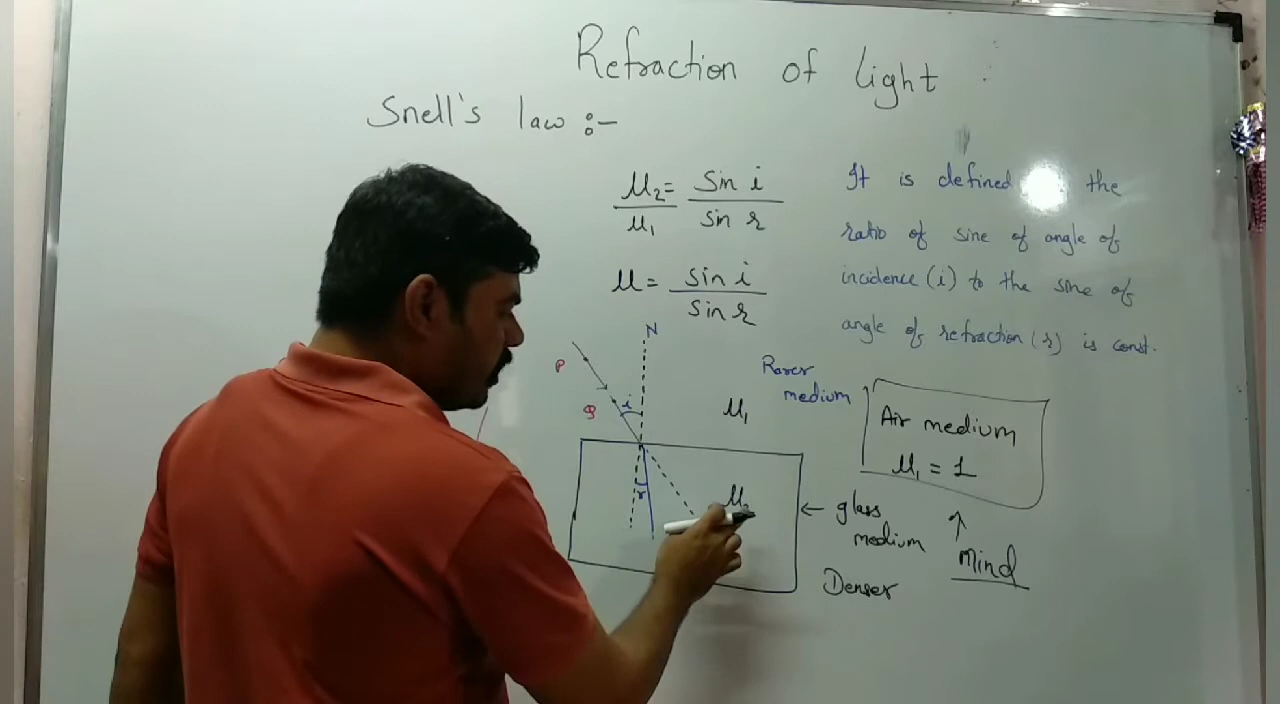 Refraction of light
Snell's law :-
μ2 = sin i
μ1 sin r
μ = sin i
sin r
It is defined the
ratio of sine of angle of
incidence (i) to the sine of
angle of refraction (r) is const.
N
P
Q
i
r
μ1
μ2
Rarer
medium
Air medium
μ1 = 1
← glass
medium
Denser
Mind